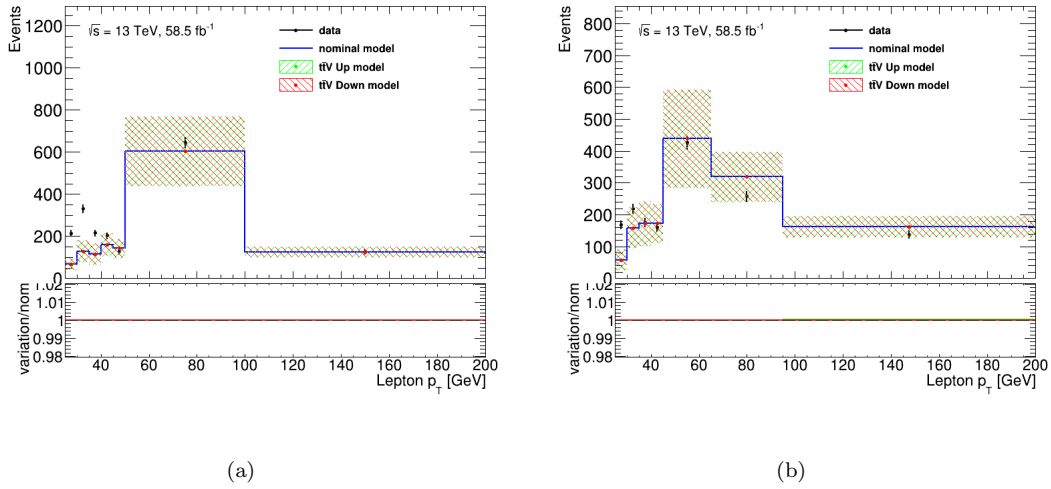 Events
1200
1000
800
600
400
200
0
√s = 13 TeV, 58.5 fb⁻¹
data
nominal model
tt̄V Up model
tt̄V Down model
variation/nom
1.02
1.01
1
0.99
0.98
40 60 80 100 120 140 160 180 200
Lepton p_T [GeV]
(a)
Events
800
700
600
500
400
300
200
100
0
√s = 13 TeV, 58.5 fb⁻¹
data
nominal model
tt̄V Up model
tt̄V Down model
variation/nom
1.02
1.01
1
0.99
0.98
40 60 80 100 120 140 160 180 200
Lepton p_T [GeV]
(b)